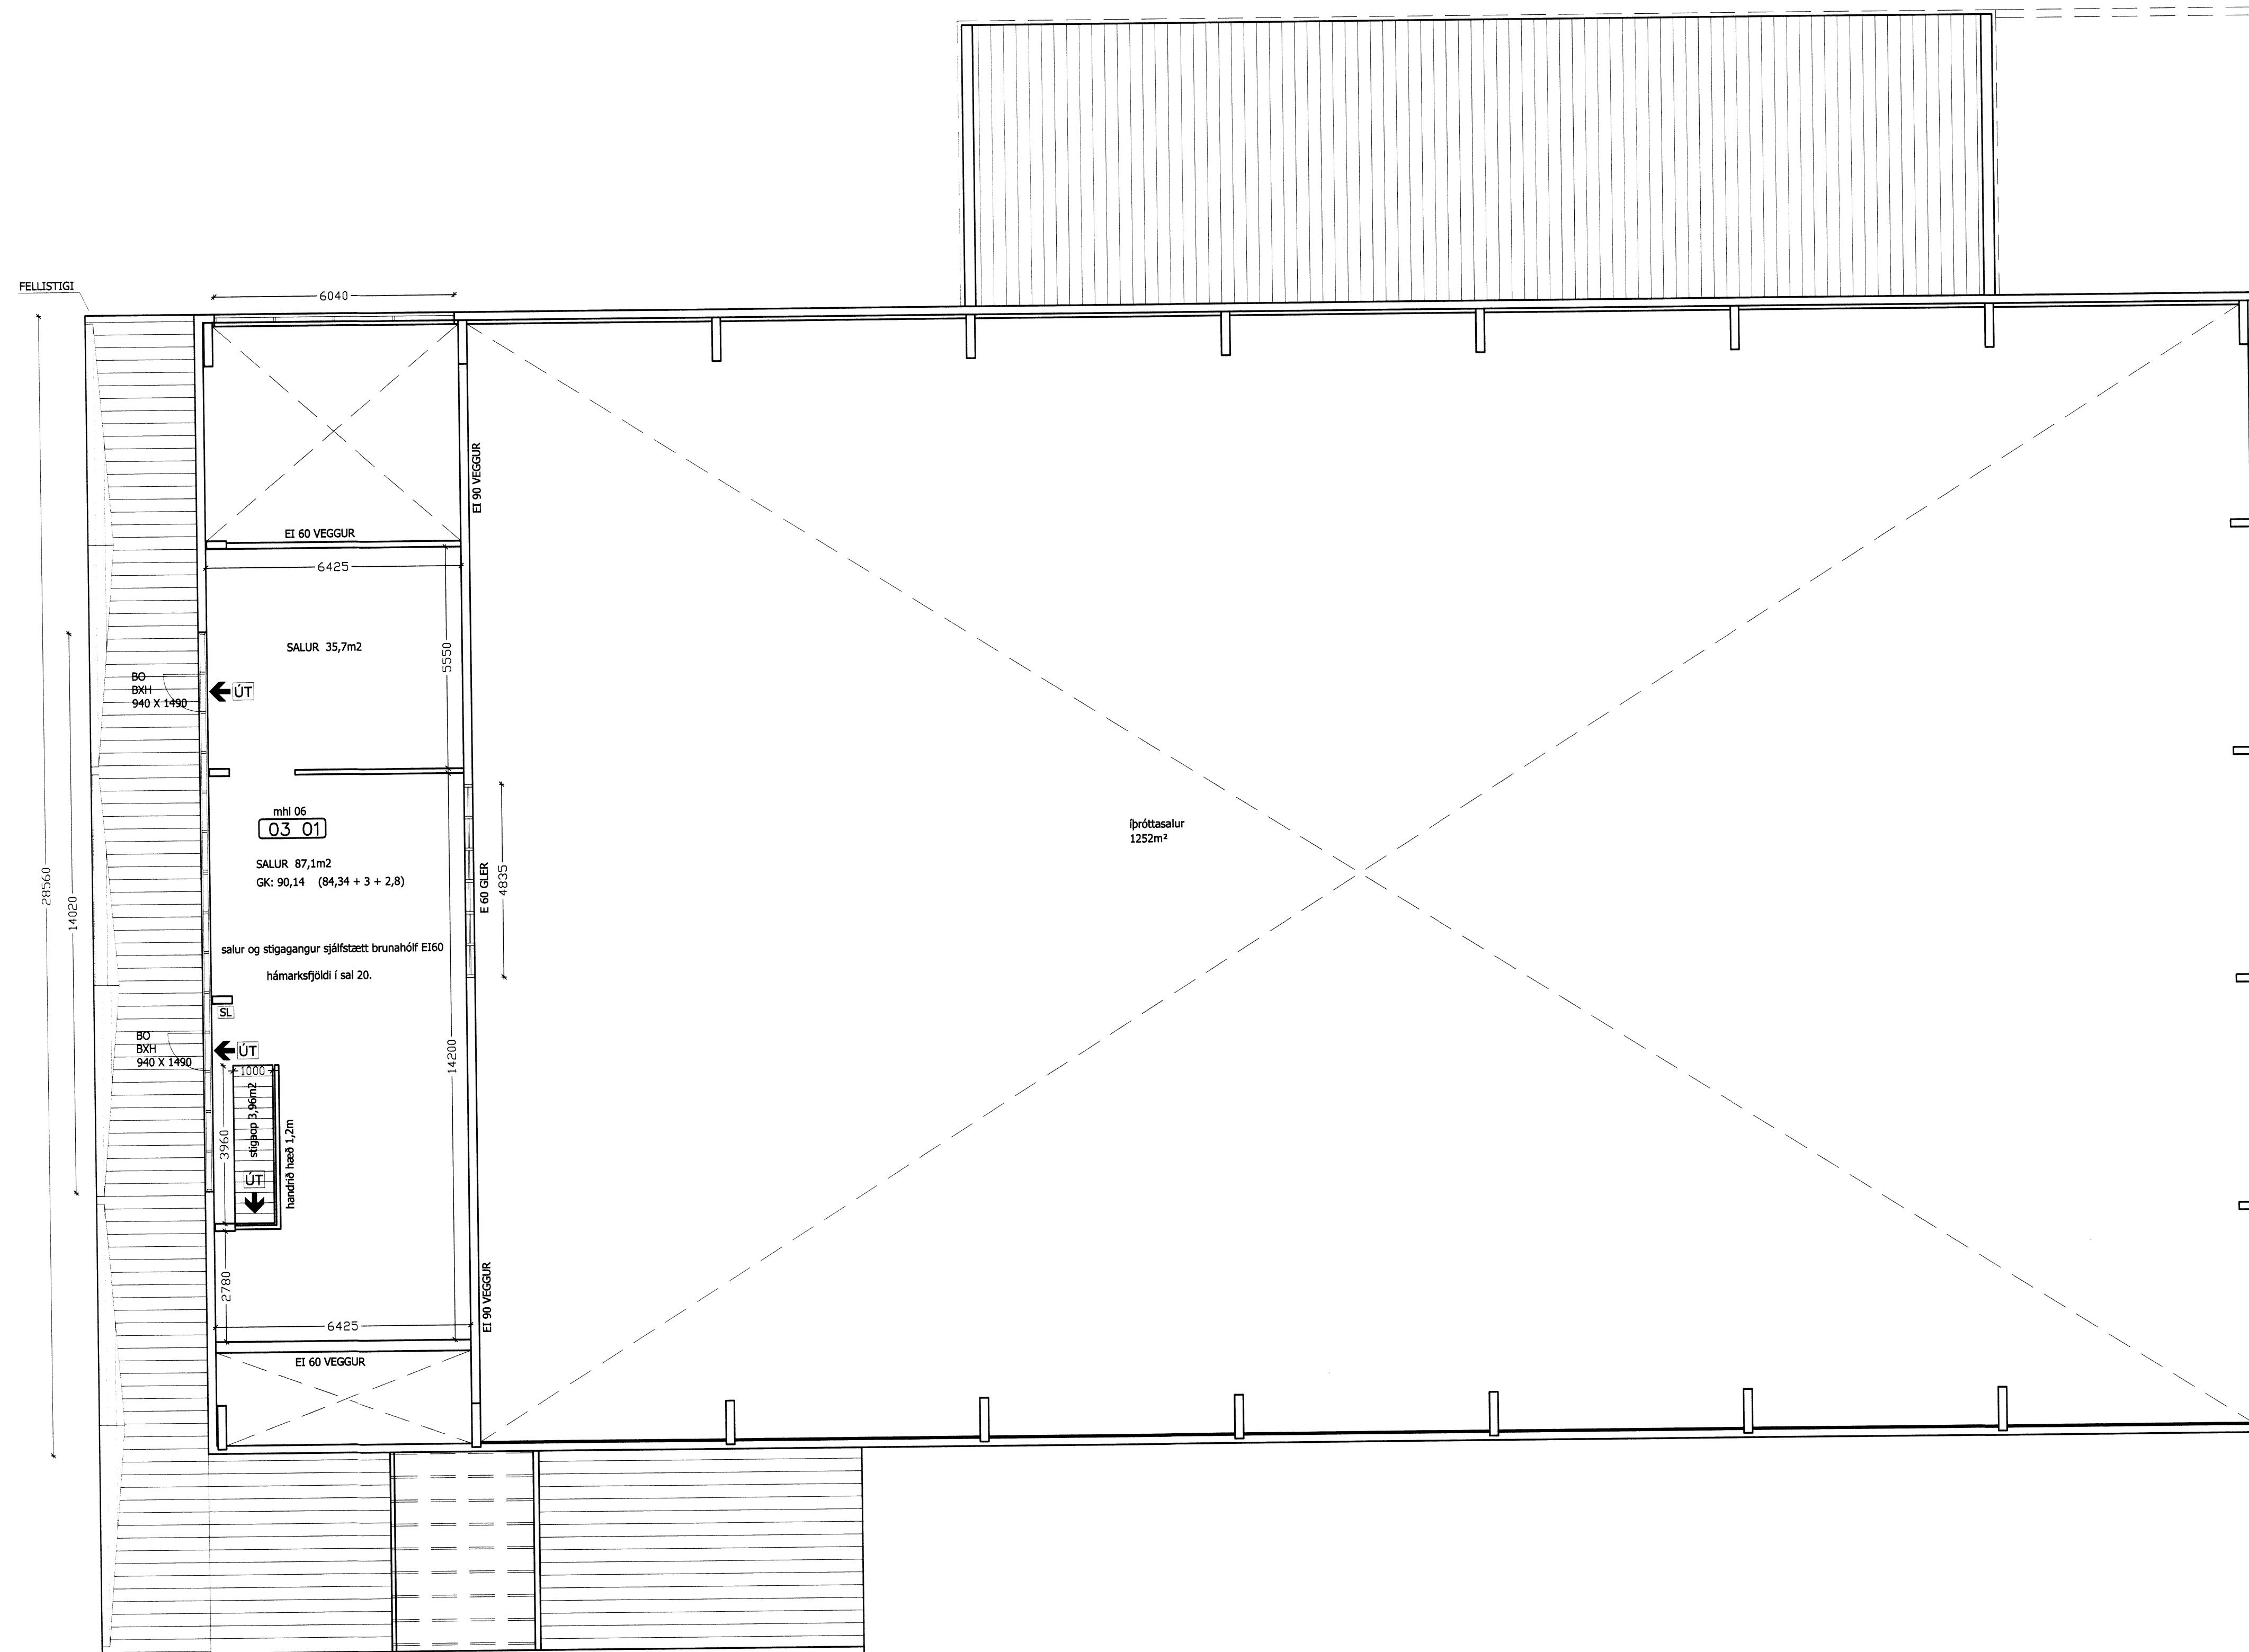 FELLISTIGI
6040
EI 90 VEGGUR
EI 60 VEGGUR
6425
SALUR 35,7m2
5550
BO
BXH
940 X 1490
ÚT
mhl 06
03 01
SALUR 87,1m2
GK: 90,14 (84,34 + 3 + 2,8)
E 60 GLER
4835
íþróttasalur
1252m²
28560
14020
salur og stigagangur sjálfstætt brunahólf EI60
hámarksfjöldi í sal 20.
SL
BO
BXH
940 X 1490
ÚT
14200
1000
stigaop 3,96m2
3960
handrið hæð 1,2m
ÚT
2780
6425
EI 90 VEGGUR
EI 60 VEGGUR